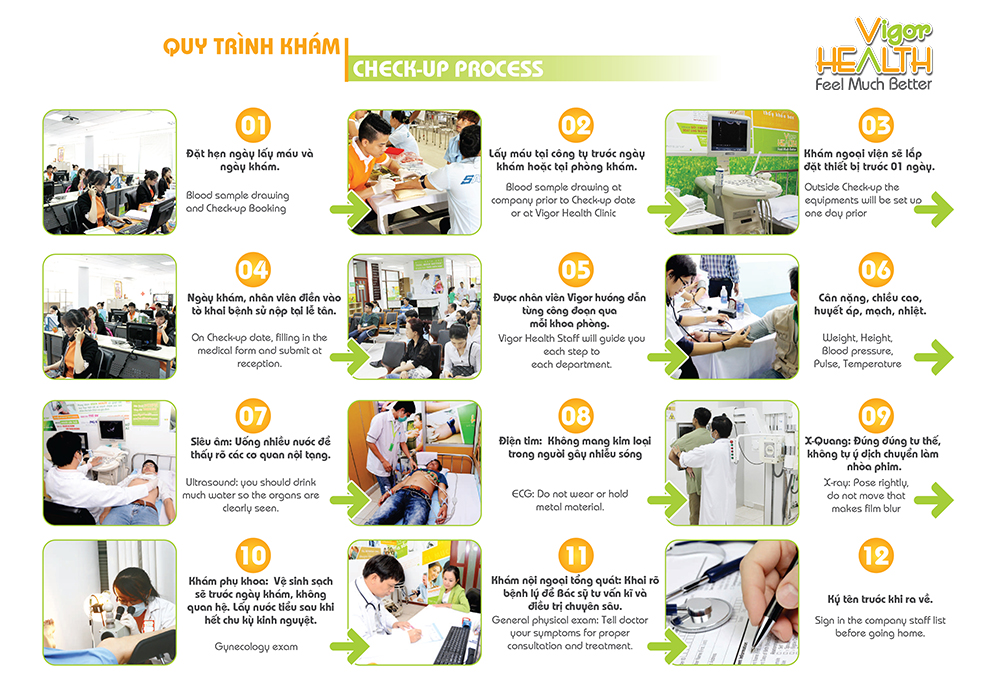 QUY TRÌNH KHÁM
CHECK-UP PROCESS
Vigor
HEALTH
Feel Much Better
01
Đặt hẹn ngày lấy máu và
ngày khám.
Blood sample drawing
and Check-up Booking
02
Lấy máu tại công ty trước ngày
khám hoặc tại phòng khám.
Blood sample drawing at
company prior to Check-up date
or at Vigor Health Clinic
03
Khám ngoại viện sẽ lắp
đặt thiết bị trước 01 ngày.
Outside Check-up the
equipments will be set up
one day prior
04
Ngày khám, nhân viên điền vào
tờ khai bệnh sử nộp tại lễ tân.
On Check-up date, filling in the
medical form and submit at
reception.
05
Được nhân viên Vigor hướng dẫn
từng công đoạn qua
mỗi khoa phòng.
Vigor Health Staff will guide you
each step to
each department.
06
Cân nặng, chiều cao,
huyết áp, mạch, nhiệt.
Weight, Height,
Blood pressure,
Pulse, Temperature
07
Siêu âm: Uống nhiều nước để
thấy rõ các cơ quan nội tạng.
Ultrasound: you should drink
much water so the organs are
clearly seen.
08
Điện tim: Không mang kim loại
trong người gây nhiễu sóng
ECG: Do not wear or hold
metal material.
09
X-Quang: Đứng đúng tư thế,
không tự ý dịch chuyển làm
nhòa phim.
X-ray: Pose rightly,
do not move that
makes film blur
10
Khám phụ khoa: Vệ sinh sạch
sẽ trước ngày khám, không
quan hệ. Lấy nước tiểu sau khi
hết chu kỳ kinh nguyệt.
Gynecology exam
11
Khám nội ngoại tổng quát: Khai rõ
bệnh lý để Bác sỹ tư vấn kĩ và
điều trị chuyên sâu.
General physical exam: Tell doctor
your symptoms for proper
consultation and treatment.
12
Ký tên trước khi ra về.
Sign in the company staff list
before going home.